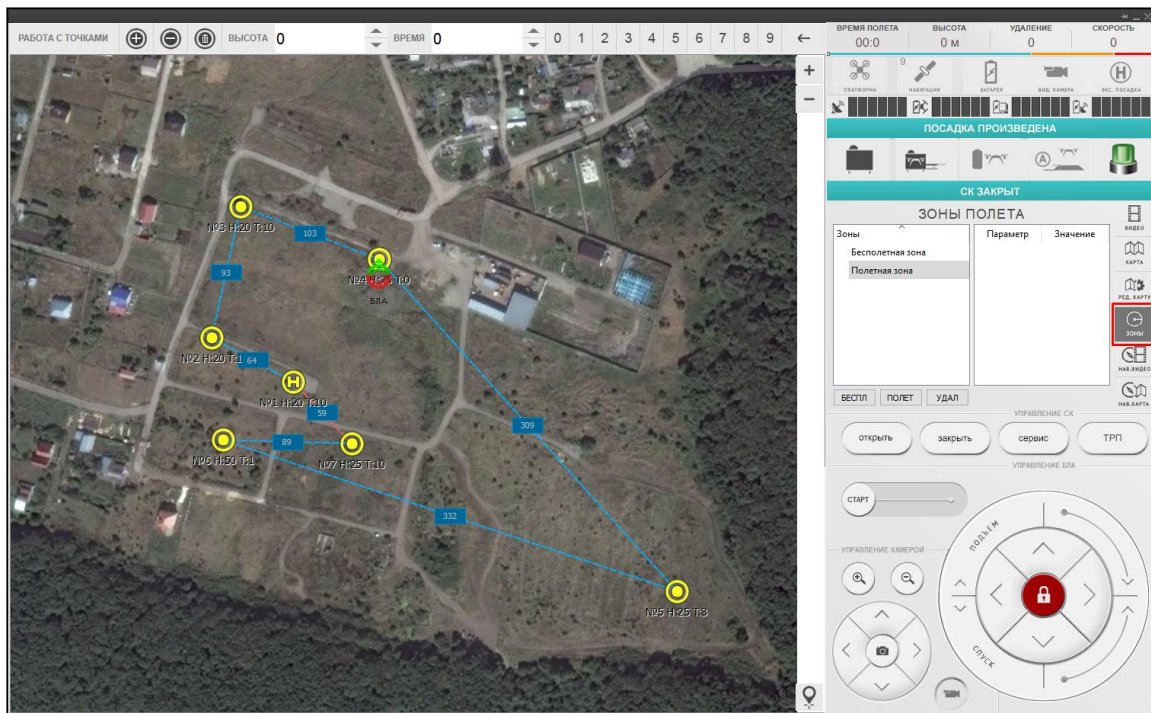 РАБОТА С ТОЧКАМИ ВЫСОТА 0 ВРЕМЯ 0 0 1 2 3 4 5 6 7 8 9 ←
ВРЕМЯ ПОЛЕТА ВЫСОТА УДАЛЕНИЕ СКОРОСТЬ
00:0 0 м 0 0
9
ПЛАТФОРМА НАВИГАЦИЯ БАТАРЕЯ ВИД. КАМЕРА ЭКС. ПОСАДКА
ПОСАДКА ПРОИЗВЕДЕНА
СК ЗАКРЫТ
ЗОНЫ ПОЛЕТА
Зоны Параметр Значение
Бесполетная зона
Полетная зона
БЕСПЛ ПОЛЕТ УДАЛ
ВИДЕО
КАРТА
РЕД. КАРТУ
ЗОНЫ
НАВ.ВИДЕО
НАВ.КАРТА
УПРАВЛЕНИЕ СК
открыть закрыть сервис ТРП
УПРАВЛЕНИЕ БЛА
СТАРТ
УПРАВЛЕНИЕ КАМЕРОЙ
ПОДЪЕМ
СПУСК
№3 H:20 T:10
103
93
№4 H:25 T:0
БЛА
№2 H:20 T:1
64
H
№1 H:20 T:10
59
309
89
№6 H:50 T:1
№7 H:25 T:10
332
№5 H:25 T:3